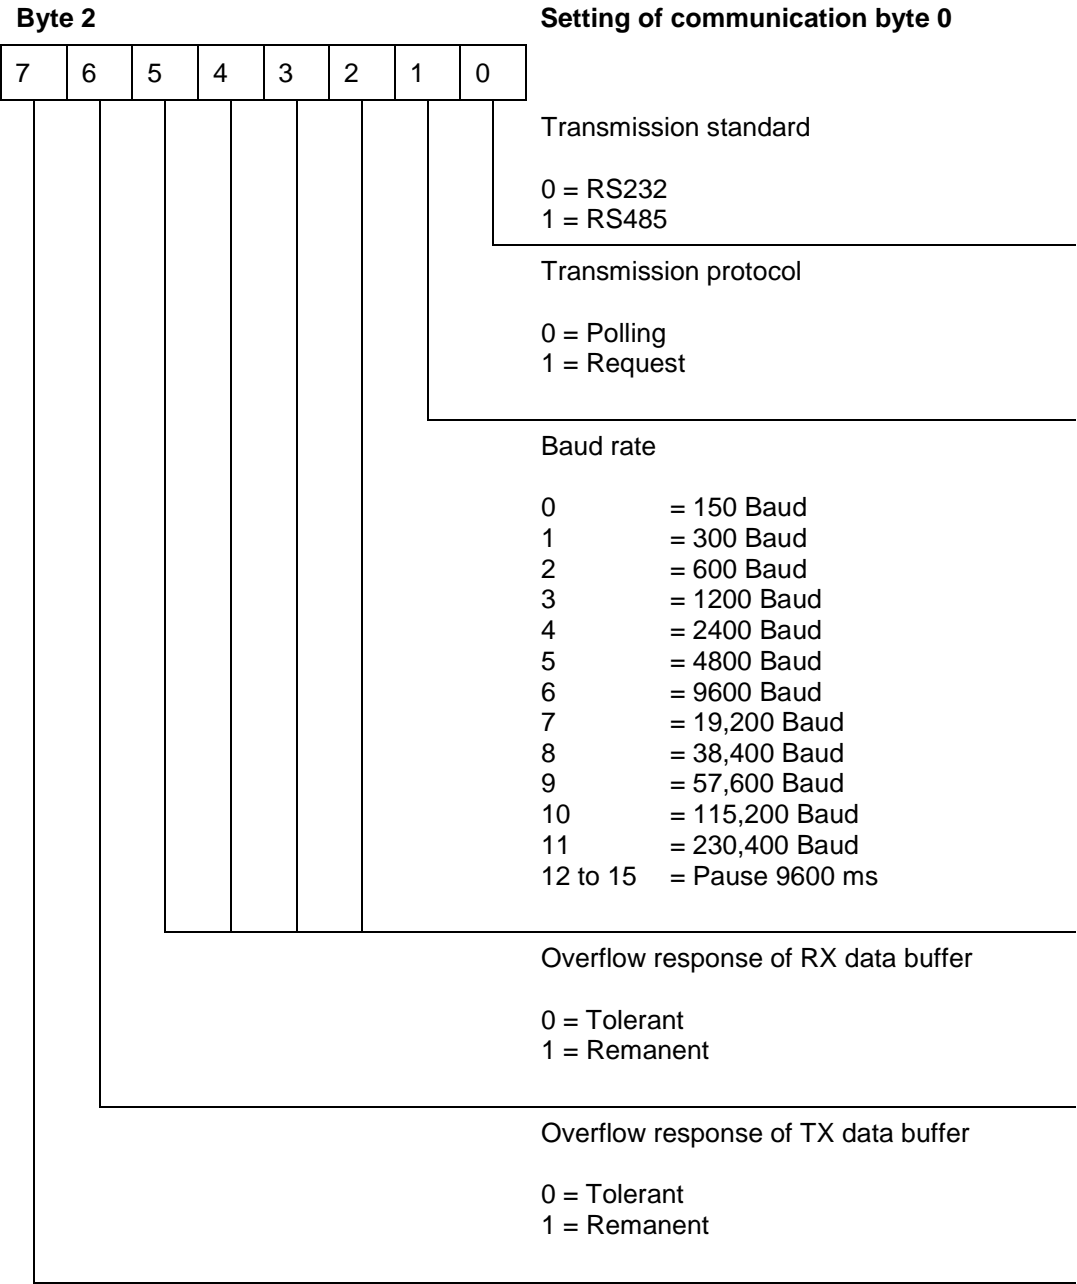 Byte 2 Setting of communication byte 0
7 6 5 4 3 2 1 0
Transmission standard
0 = RS232
1 = RS485
Transmission protocol
0 = Polling
1 = Request
Baud rate
0 = 150 Baud
1 = 300 Baud
2 = 600 Baud
3 = 1200 Baud
4 = 2400 Baud
5 = 4800 Baud
6 = 9600 Baud
7 = 19,200 Baud
8 = 38,400 Baud
9 = 57,600 Baud
10 = 115,200 Baud
11 = 230,400 Baud
12 to 15 = Pause 9600 ms
Overflow response of RX data buffer
0 = Tolerant
1 = Remanent
Overflow response of TX data buffer
0 = Tolerant
1 = Remanent